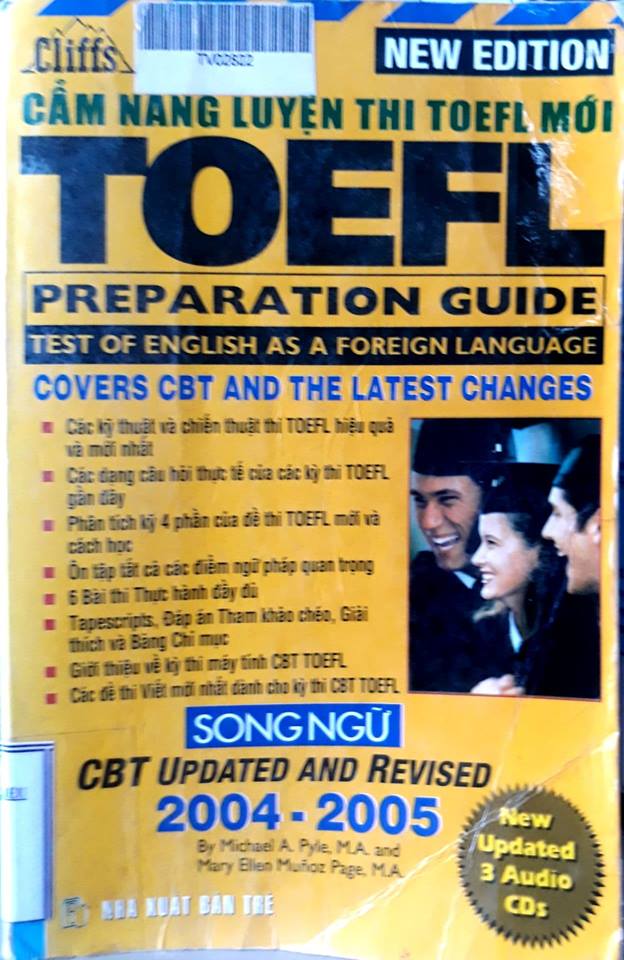 Cliffs
TVC2802
NEW EDITION
CẨM NANG LUYỆN THI TOEFL MỚI
TOEFL
PREPARATION GUIDE
TEST OF ENGLISH AS A FOREIGN LANGUAGE
COVERS CBT AND THE LATEST CHANGES
Các kỹ thuật và chiến thuật thi TOEFL hiệu quả
và mới nhất
Các dạng câu hỏi thực tế của các kỳ thi TOEFL
gần đây
Phân tích kỹ 4 phần của đề thi TOEFL mới và
cách học
Ôn tập tất cả các điểm ngữ pháp quan trọng
6 Bài thi Thực hành đầy đủ
Tapescripts, Đáp án Tham khảo chéo, Giải
thích và Bảng Chỉ mục
Giới thiệu về kỳ thi máy tính CBT TOEFL
Các đề thi Viết mới nhất dành cho kỳ thi CBT TOEFL
SONG NGỮ
CBT UPDATED AND REVISED
2004 - 2005
By Michael A. Pyle, M.A. and
Mary Ellen Muñoz Page, M.A.
New
Updated
3 Audio
CDs
NHÀ XUẤT BẢN TRẺ